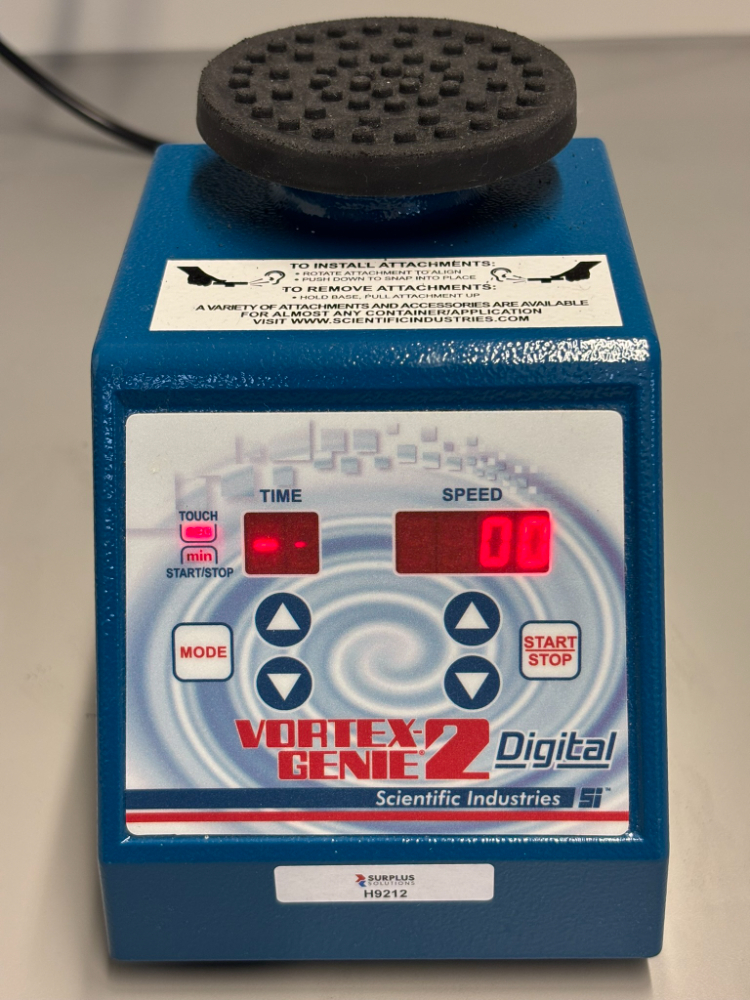 TO INSTALL ATTACHMENTS:
• ROTATE ATTACHMENT TO ALIGN
• PUSH DOWN TO SNAP INTO PLACE
TO REMOVE ATTACHMENTS:
• HOLD BASE, PULL ATTACHMENT UP
A VARIETY OF ATTACHMENTS AND ACCESSORIES ARE AVAILABLE
FOR ALMOST ANY CONTAINER/APPLICATION
VISIT WWW.SCIENTIFICINDUSTRIES.COM
TIME
SPEED
TOUCH
min
START/STOP
- -
00
MODE
START
STOP
VORTEX-
GENIE® 2
Digital
Scientific Industries Si™
SURPLUS
SOLUTIONS
H9212